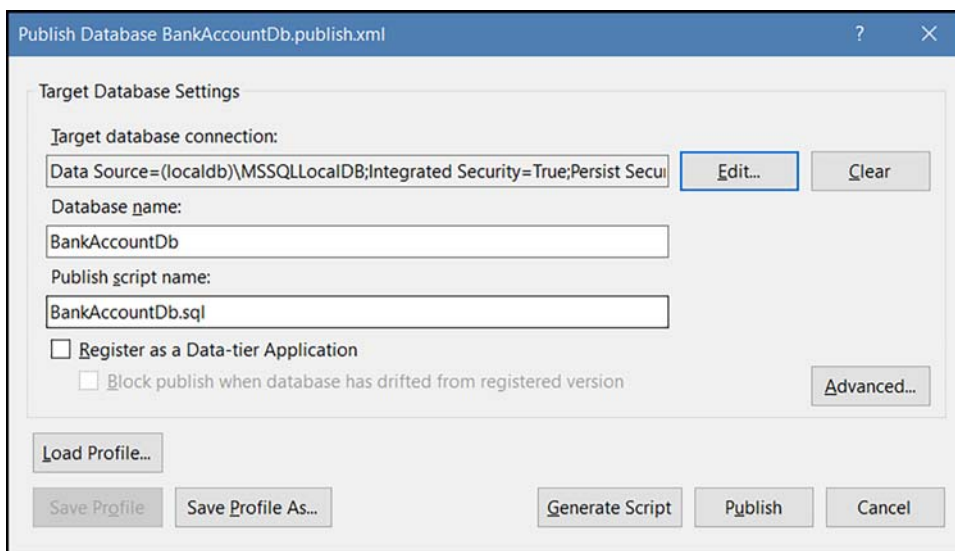 Publish Database BankAccountDb.publish.xml ? ×
Target Database Settings
Target database connection:
Data Source=(localdb)\MSSQLLocalDB;Integrated Security=True;Persist Edit... Clear
Database name:
BankAccountDb
Publish script name:
BankAccountDb.sql
Register as a Data-tier Application
Block publish when database has drifted from registered version
Advanced...
Load Profile...
Save Profile Save Profile As... Generate Script Publish Cancel